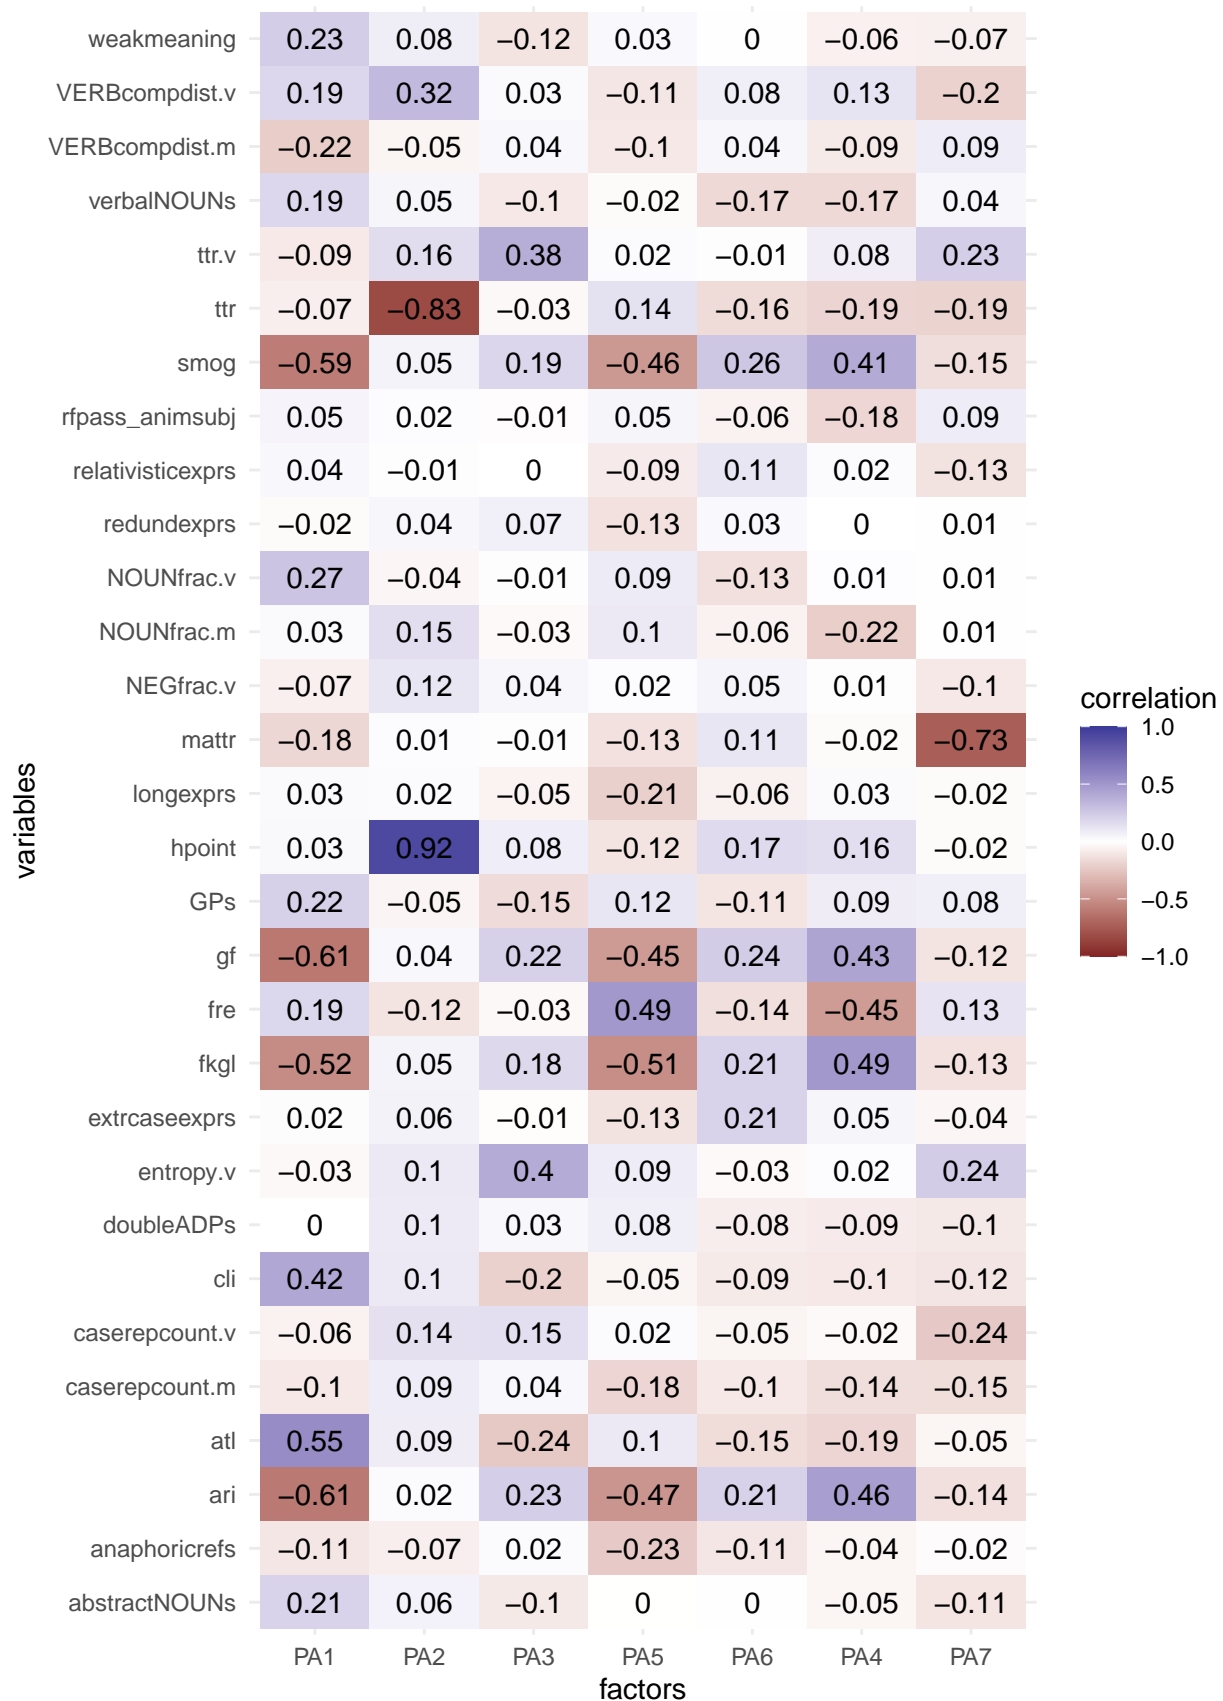 weakmeaning 0.23 0.08 −0.12 0.03 0 −0.06 −0.07
VERBcompdist.v 0.19 0.32 0.03 −0.11 0.08 0.13 −0.2
VERBcompdist.m −0.22 −0.05 0.04 −0.1 0.04 −0.09 0.09
verbalNOUNs 0.19 0.05 −0.1 −0.02 −0.17 −0.17 0.04
ttr.v −0.09 0.16 0.38 0.02 −0.01 0.08 0.23
ttr −0.07 −0.83 −0.03 0.14 −0.16 −0.19 −0.19
smog −0.59 0.05 0.19 −0.46 0.26 0.41 −0.15
rfpass_animsubj 0.05 0.02 −0.01 0.05 −0.06 −0.18 0.09
relativisticexprs 0.04 −0.01 0 −0.09 0.11 0.02 −0.13
redundexprs −0.02 0.04 0.07 −0.13 0.03 0 0.01
NOUNfrac.v 0.27 −0.04 −0.01 0.09 −0.13 0.01 0.01
NOUNfrac.m 0.03 0.15 −0.03 0.1 −0.06 −0.22 0.01
NEGfrac.v −0.07 0.12 0.04 0.02 0.05 0.01 −0.1
mattr −0.18 0.01 −0.01 −0.13 0.11 −0.02 −0.73
longexprs 0.03 0.02 −0.05 −0.21 −0.06 0.03 −0.02
hpoint 0.03 0.92 0.08 −0.12 0.17 0.16 −0.02
GPs 0.22 −0.05 −0.15 0.12 −0.11 0.09 0.08
gf −0.61 0.04 0.22 −0.45 0.24 0.43 −0.12
fre 0.19 −0.12 −0.03 0.49 −0.14 −0.45 0.13
fkgl −0.52 0.05 0.18 −0.51 0.21 0.49 −0.13
extrcaseexprs 0.02 0.06 −0.01 −0.13 0.21 0.05 −0.04
entropy.v −0.03 0.1 0.4 0.09 −0.03 0.02 0.24
doubleADPs 0 0.1 0.03 0.08 −0.08 −0.09 −0.1
cli 0.42 0.1 −0.2 −0.05 −0.09 −0.1 −0.12
caserepcount.v −0.06 0.14 0.15 0.02 −0.05 −0.02 −0.24
caserepcount.m −0.1 0.09 0.04 −0.18 −0.1 −0.14 −0.15
atl 0.55 0.09 −0.24 0.1 −0.15 −0.19 −0.05
ari −0.61 0.02 0.23 −0.47 0.21 0.46 −0.14
anaphoricrefs −0.11 −0.07 0.02 −0.23 −0.11 −0.04 −0.02
abstractNOUNs 0.21 0.06 −0.1 0 0 −0.05 −0.11
PA1 PA2 PA3 PA5 PA6 PA4 PA7
factors
variables
correlation
1.0
0.5
0.0
−0.5
−1.0